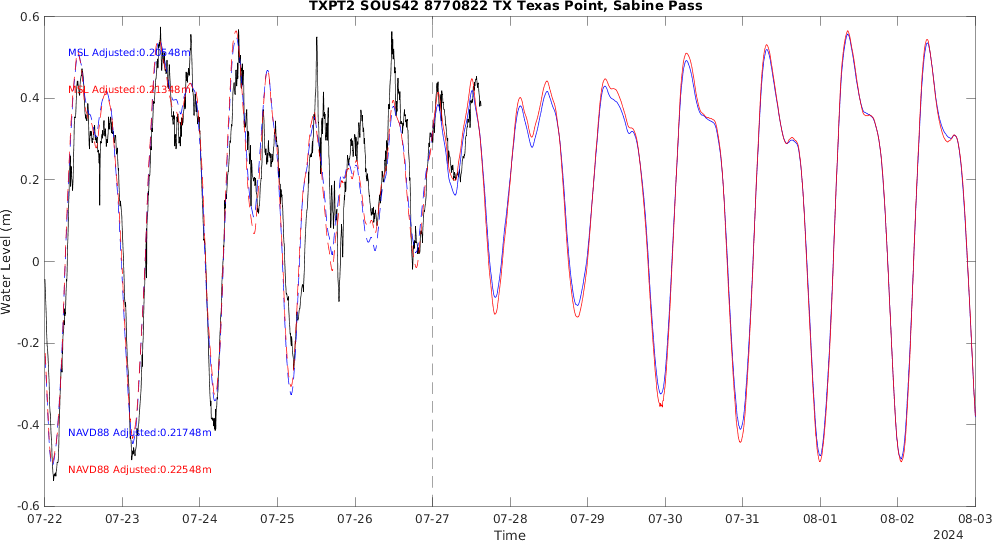 TXPT2 SOUS42 8770822 TX Texas Point, Sabine Pass
0.6
MSL Adjusted:0.20548m
MSL Adjusted:0.21348m
0.4
0.2
0
-0.2
-0.4
-0.6
Water Level (m)
NAVD88 Adjusted:0.21748m
NAVD88 Adjusted:0.22548m
07-22 07-23 07-24 07-25 07-26 07-27 07-28 07-29 07-30 07-31 08-01 08-02 08-03
Time
2024